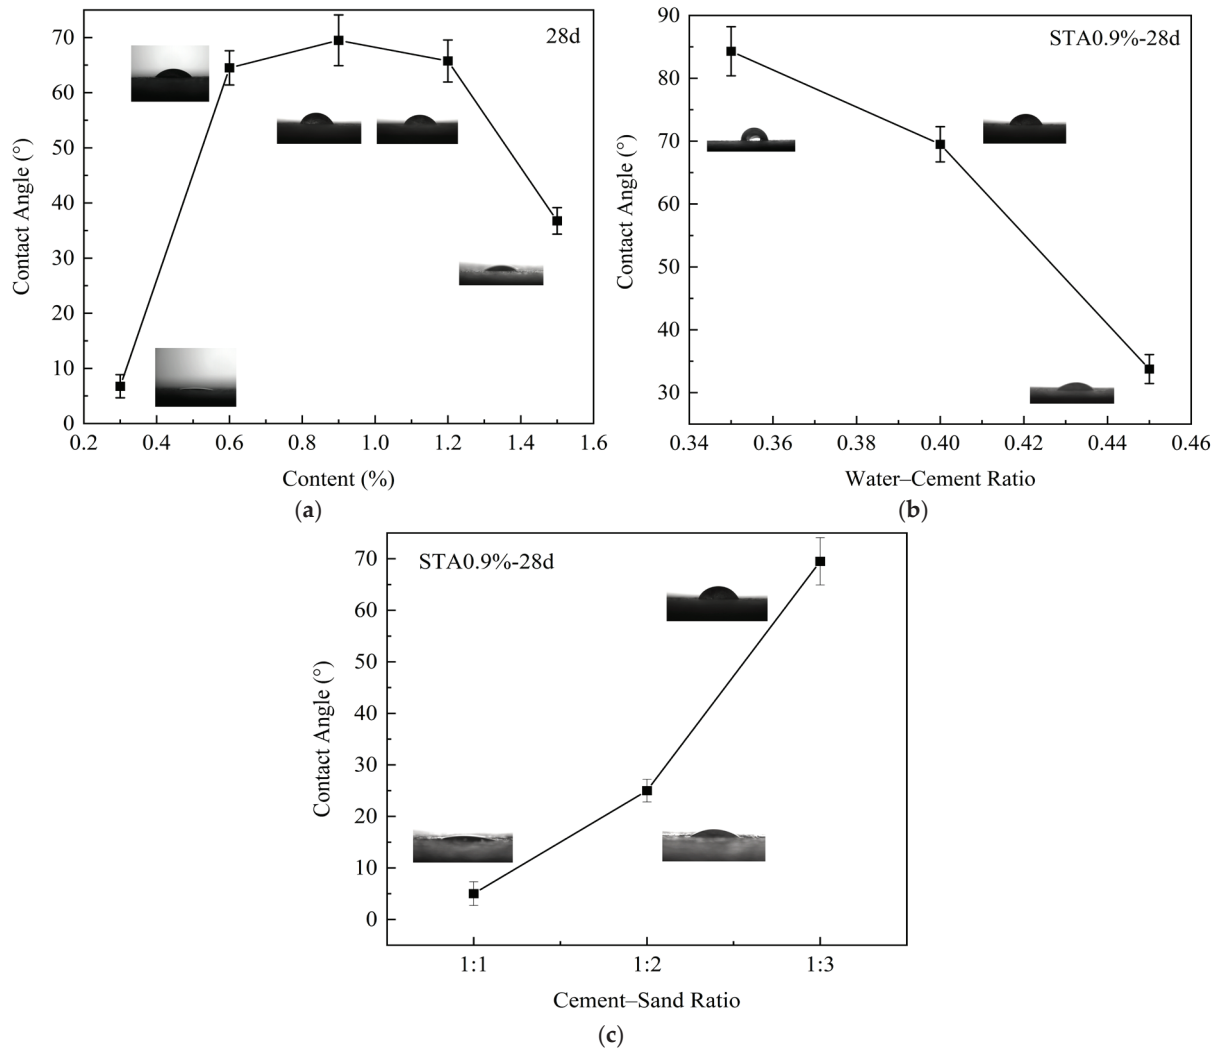 28d
70
60
50
40
30
20
10
0
Contact Angle (°)
0.2 0.4 0.6 0.8 1.0 1.2 1.4 1.6
Content (%)
(a)
STA0.9%-28d
90
80
70
60
50
40
30
Contact Angle (°)
0.34 0.36 0.38 0.40 0.42 0.44 0.46
Water–Cement Ratio
(b)
STA0.9%-28d
70
60
50
40
30
20
10
0
Contact Angle (°)
1:1 1:2 1:3
Cement–Sand Ratio
(c)